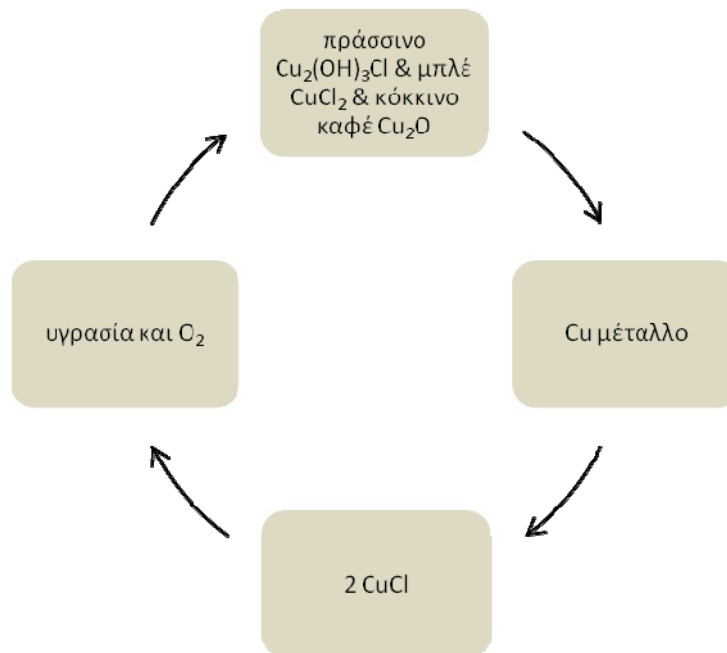 πράσσινο
Cu₂(OH)₃Cl & μπλέ
CuCl₂ & κόκκινο
καφέ Cu₂O
υγρασία και O₂
Cu μέταλλο
2 CuCl